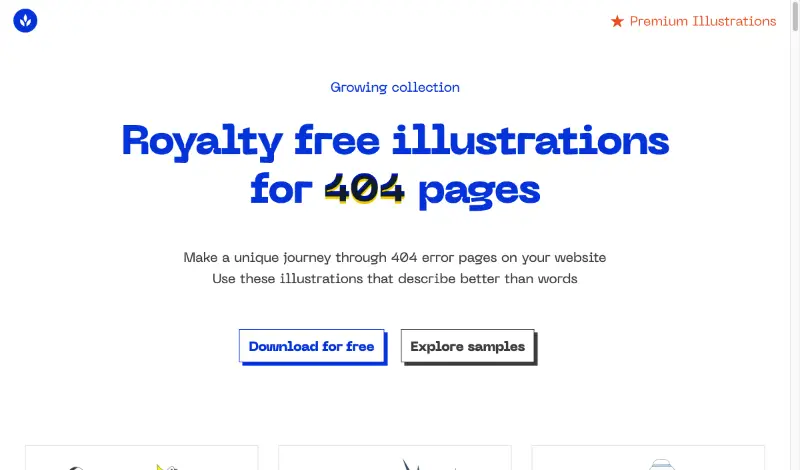 Premium Illustrations
Growing collection
Royalty free illustrations
for 404 pages
Make a unique journey through 404 error pages on your website
Use these illustrations that describe better than words
Download for free
Explore samples